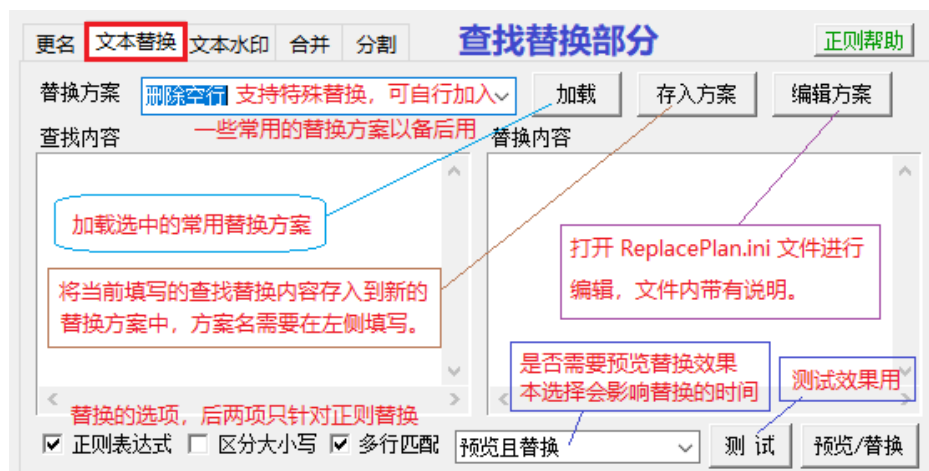 更名 文本替换 文本水印 合并 分割 查找替换部分 正则帮助
替换方案 删除空行 支持特殊替换，可自行加入 加载 存入方案 编辑方案
一些常用的替换方案以备后用
查找内容 替换内容
加载选中的常用替换方案
打开 ReplacePlan.ini 文件进行
编辑，文件内带有说明。
将当前填写的查找替换内容存入到新的
替换方案中，方案名需要在左侧填写。
是否需要预览替换效果
本选择会影响替换的时间
测试效果用
替换的选项，后两项只针对正则替换
正则表达式 区分大小写 多行匹配 预览且替换 测 试 预览/替换